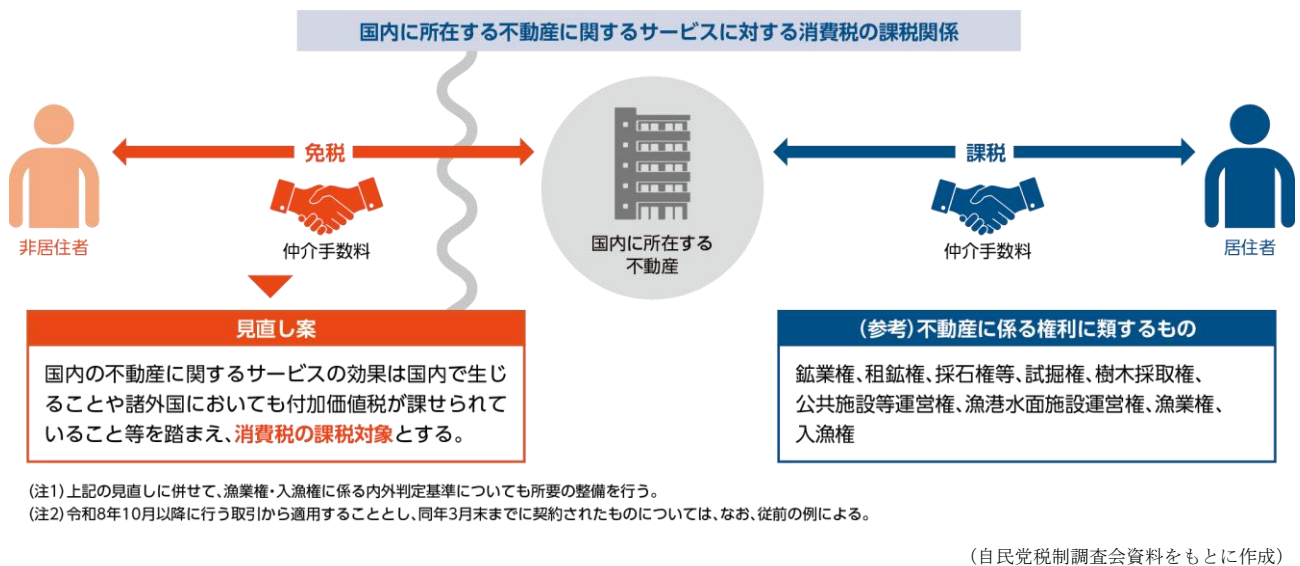 国内に所在する不動産に関するサービスに対する消費税の課税関係
免税
課税
仲介手数料
仲介手数料
非居住者
国内に所在する
不動産
居住者
見直し案
国内の不動産に関するサービスの効果は国内で生じ
ることや諸外国においても付加価値税が課せられて
いること等を踏まえ、消費税の課税対象とする。
(参考)不動産に係る権利に類するもの
鉱業権、租鉱権、採石権等、試掘権、樹木採取権、
公共施設等運営権、漁港水面施設運営権、漁業権、
入漁権
(注1)上記の見直しに併せて、漁業権・入漁権に係る内外判定基準についても所要の整備を行う。
(注2)令和8年10月以降に行う取引から適用することとし、同年3月末までに契約されたものについては、なお、従前の例による。
(自民党税制調査会資料をもとに作成)